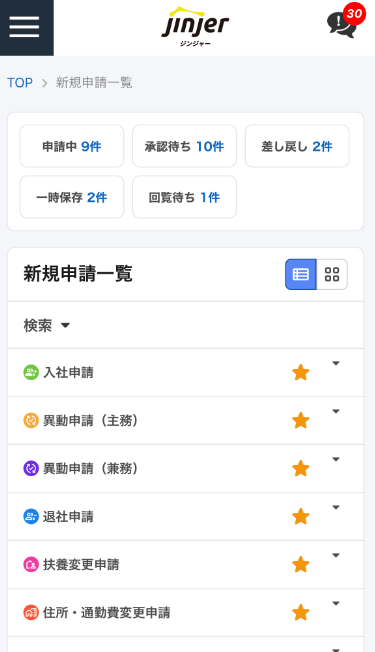 jinjer
ジンジャー
30
TOP > 新規申請一覧
申請中 9件
承認待ち 10件
差し戻し 2件
一時保存 2件
回覧待ち 1件
新規申請一覧
検索
入社申請
異動申請（主務）
異動申請（兼務）
退社申請
扶養変更申請
住所・通勤費変更申請